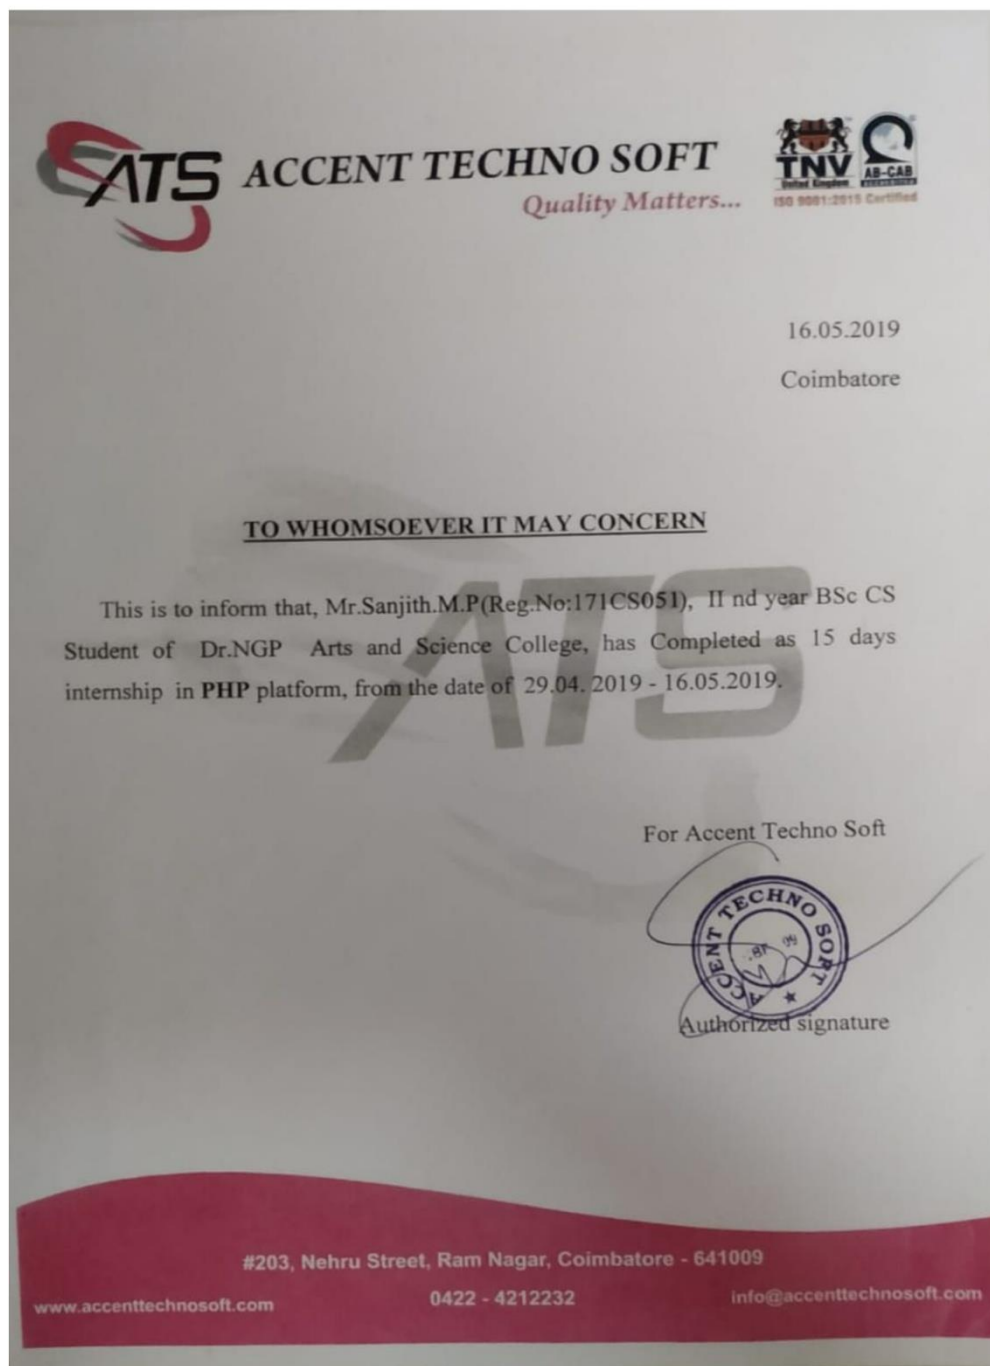 ATS ACCENT TECHNO SOFT
Quality Matters...
TNV
United Kingdom
AB-CAB
ACCREDITED
ISO 9001:2015 Certified
16.05.2019
Coimbatore
TO WHOMSOEVER IT MAY CONCERN
This is to inform that, Mr.Sanjith.M.P(Reg.No:171CS051), II nd year BSc CS
Student of Dr.NGP Arts and Science College, has Completed as 15 days
internship in PHP platform, from the date of 29.04. 2019 - 16.05.2019.
ATS
For Accent Techno Soft
ACCENT TECHNO SOFT
Authorized signature
#203, Nehru Street, Ram Nagar, Coimbatore - 641009
www.accenttechnosoft.com 0422 - 4212232 info@accenttechnosoft.com